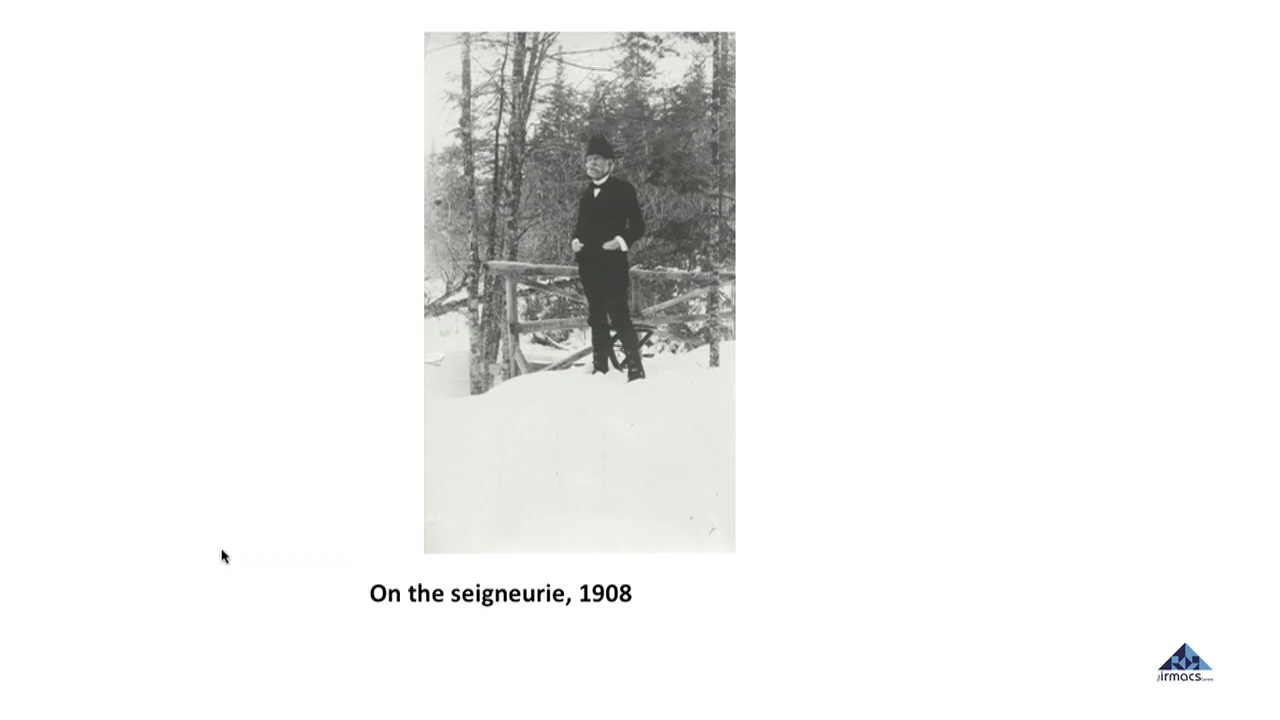 On the seigneurie, 1908
irmacs